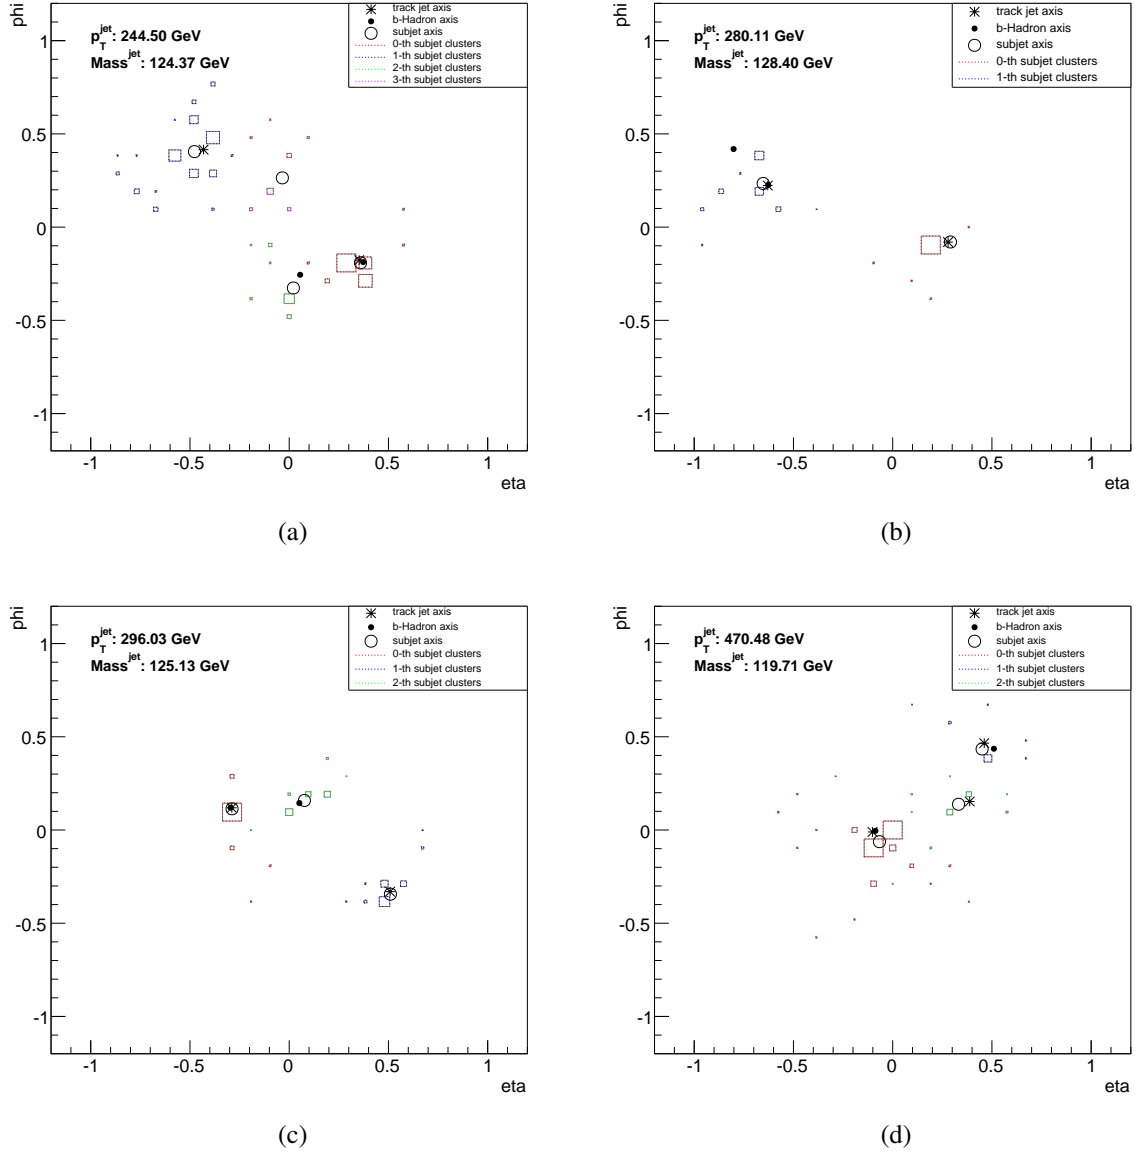 phi
p_T^jet: 244.50 GeV
Mass^jet: 124.37 GeV
track jet axis
b-Hadron axis
subjet axis
0-th subjet clusters
1-th subjet clusters
2-th subjet clusters
3-th subjet clusters
1
0.5
0
-0.5
-1
-1 -0.5 0 0.5 1
eta
(a)
phi
p_T^jet: 280.11 GeV
Mass^jet: 128.40 GeV
track jet axis
b-Hadron axis
subjet axis
0-th subjet clusters
1-th subjet clusters
1
0.5
0
-0.5
-1
-1 -0.5 0 0.5 1
eta
(b)
phi
p_T^jet: 296.03 GeV
Mass^jet: 125.13 GeV
track jet axis
b-Hadron axis
subjet axis
0-th subjet clusters
1-th subjet clusters
2-th subjet clusters
1
0.5
0
-0.5
-1
-1 -0.5 0 0.5 1
eta
(c)
phi
p_T^jet: 470.48 GeV
Mass^jet: 119.71 GeV
track jet axis
b-Hadron axis
subjet axis
0-th subjet clusters
1-th subjet clusters
2-th subjet clusters
1
0.5
0
-0.5
-1
-1 -0.5 0 0.5 1
eta
(d)